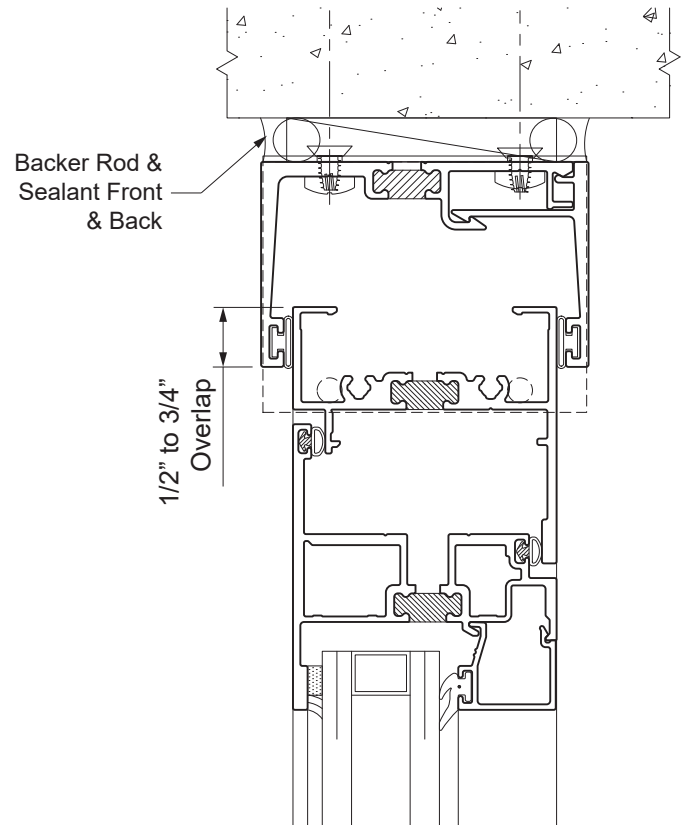 Backer Rod &
Sealant Front
& Back
1/2” to 3/4”
Overlap